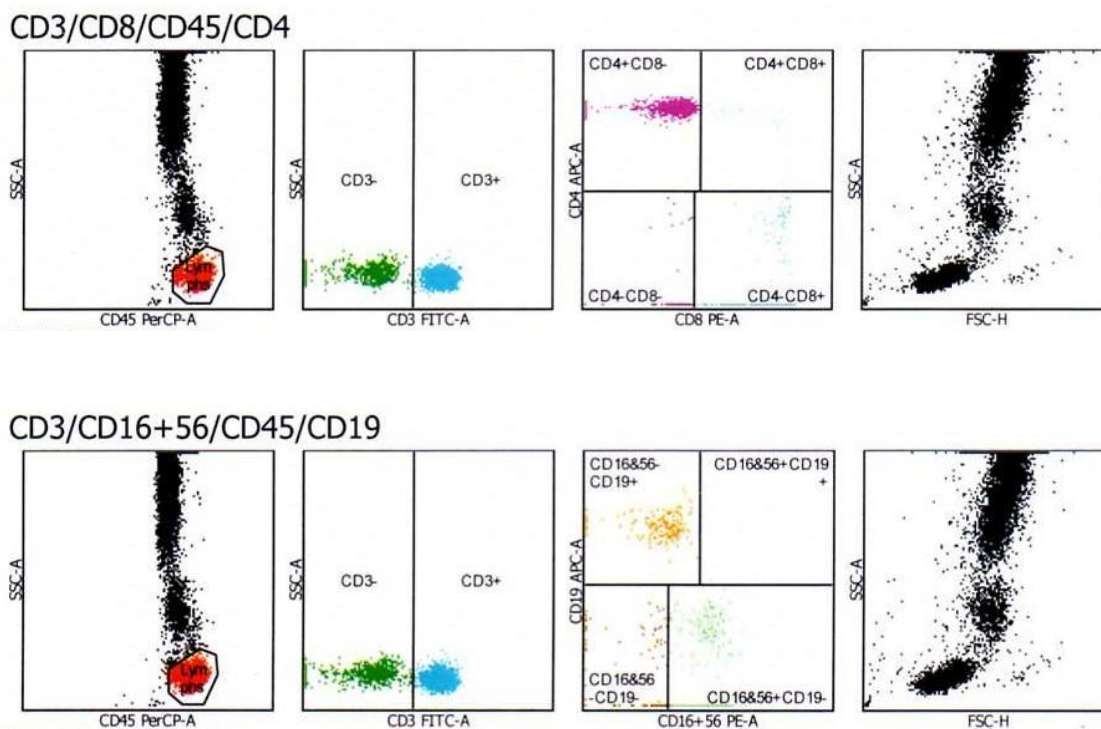 CD3/CD8/CD45/CD4
SSC-A
Lym
phs
CD45 PerCP-A
SSC-A
CD3-
CD3+
CD3 FITC-A
CD4 APC-A
CD4+CD8-
CD4+CD8+
CD4-CD8-
CD4-CD8+
CD8 PE-A
SSC-A
FSC-H
CD3/CD16+56/CD45/CD19
SSC-A
Lym
phs
CD45 PerCP-A
SSC-A
CD3-
CD3+
CD3 FITC-A
CD19 APC-A
CD16&56-
CD19+
CD16&56+CD19
+
CD16&56
-CD19-
CD16&56+CD19-
CD16+56 PE-A
SSC-A
FSC-H